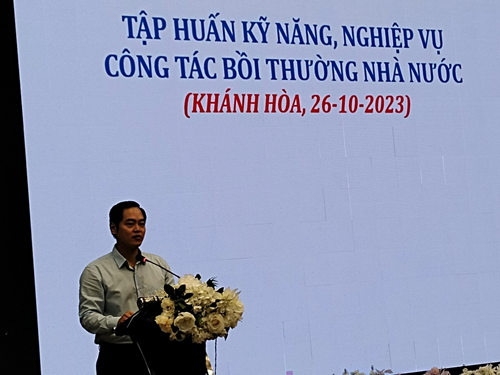 TẬP HUẤN KỸ NĂNG, NGHIỆP VỤ
CÔNG TÁC BỒI THƯỜNG NHÀ NƯỚC
(KHÁNH HÒA, 26-10-2023)